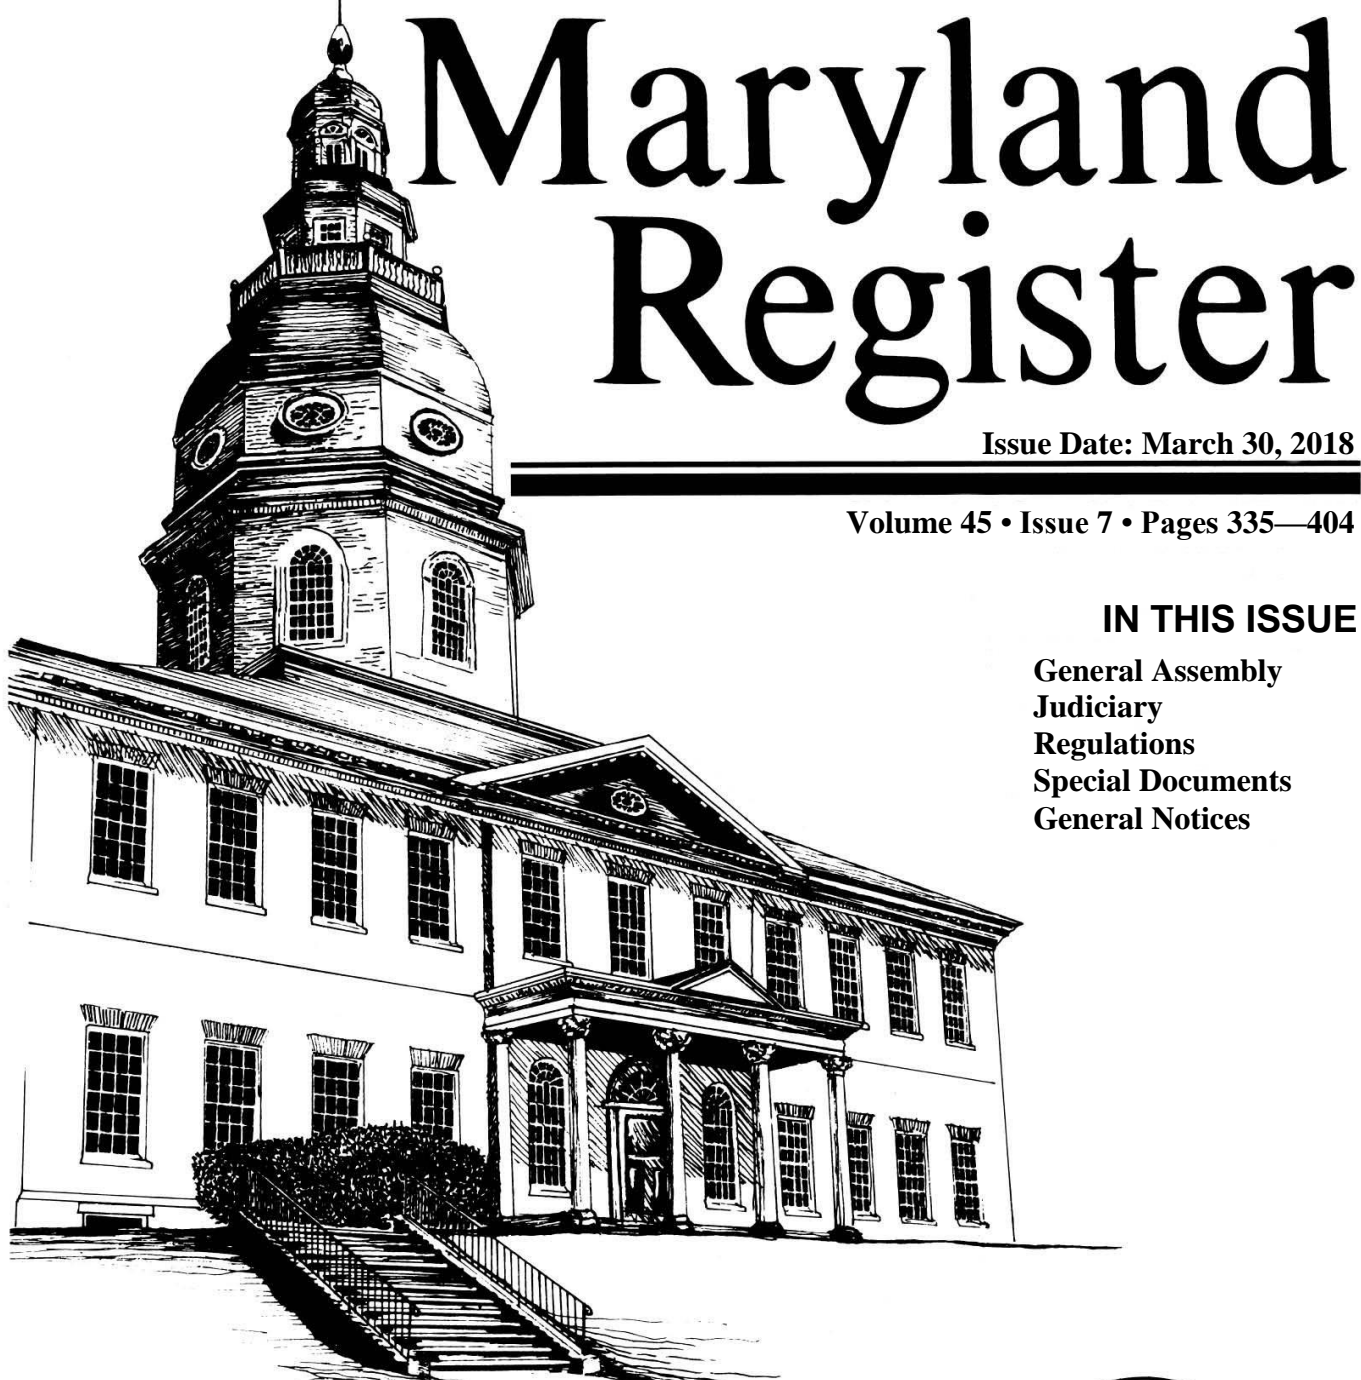 Maryland
Register
Issue Date: March 30, 2018
Volume 45 • Issue 7 • Pages 335—404
IN THIS ISSUE
General Assembly
Judiciary
Regulations
Special Documents
General Notices